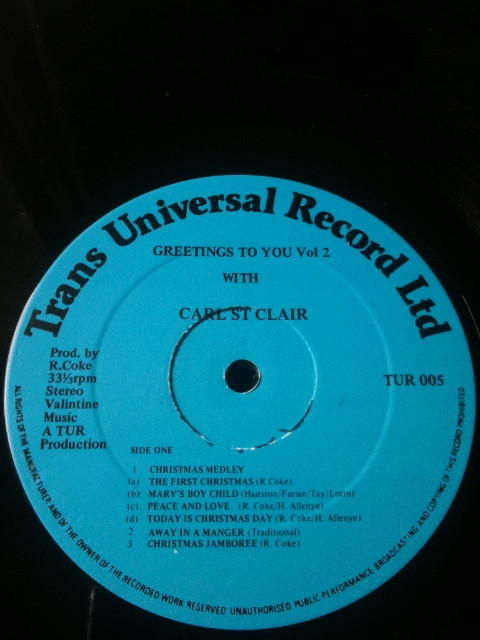 Trans Universal Record Ltd
GREETINGS TO YOU Vol 2
WITH
CARL ST CLAIR
Prod. by
R.Coke
33⅓rpm
Stereo
Valintine
Music
A TUR
Production
TUR 005
SIDE ONE
1 CHRISTMAS MEDLEY
(a) THE FIRST CHRISTMAS (R.Coke)
(b) MARY'S BOY CHILD (Hairston/Farian/Tay/Lorin)
(c) PEACE AND LOVE (R. Coke/H. Allenye)
(d) TODAY IS CHRISTMAS DAY (R. Coke/H. Allenye)
2 AWAY IN A MANGER (Traditional)
3 CHRISTMAS JAMBOREE (R. Coke)
ALL RIGHTS OF THE MANUFACTURER AND OF THE OWNER OF THE RECORDED WORK RESERVED UNAUTHORISED PUBLIC PERFORMANCE BROADCASTING AND COPYING OF THIS RECORD PROHIBITED